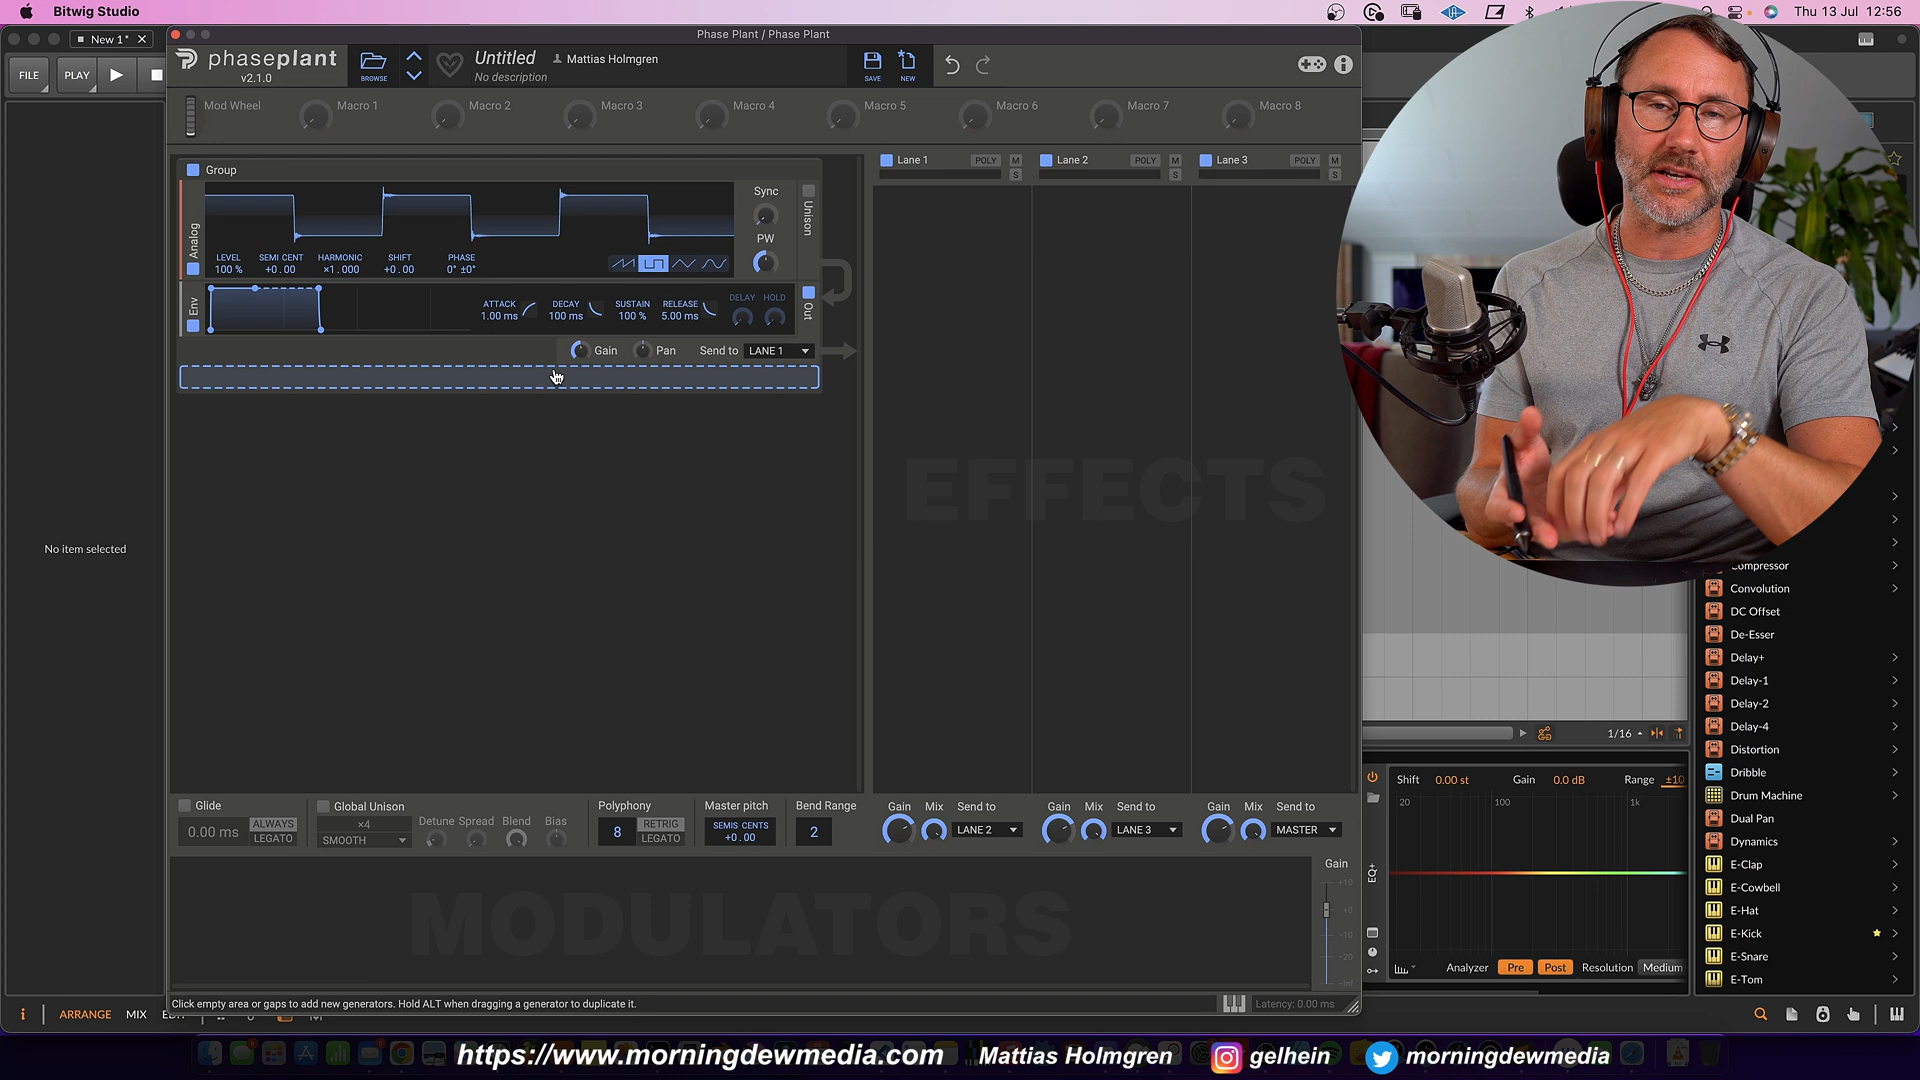 Bitwig Studio
Thu 13 Jul 12:56
New 1*
Phase Plant / Phase Plant
FILE
PLAY
phaseplant
v2.1.0
BROWSE
Untitled
Mattias Holmgren
No description
SAVE
NEW
Mod Wheel
Macro 1
Macro 2
Macro 3
Macro 4
Macro 5
Macro 6
Macro 7
Macro 8
Group
Lane 1
POLY
M
S
Lane 2
POLY
M
S
Lane 3
POLY
M
S
Analog
Sync
PW
Unison
LEVEL
100 %
SEMI CENT
+0.00
HARMONIC
×1.000
SHIFT
+0.00
PHASE
0° ±0°
Env
ATTACK
1.00 ms
DECAY
100 ms
SUSTAIN
100 %
RELEASE
5.00 ms
DELAY
HOLD
Out
Gain
Pan
Send to
LANE 1
EFFECTS
No item selected
Compressor
Convolution
DC Offset
De-Esser
Delay+
Delay-1
Delay-2
Delay-4
Distortion
Dribble
Drum Machine
Dual Pan
Dynamics
E-Clap
E-Cowbell
E-Hat
E-Kick
E-Snare
E-Tom
1/16
Shift
0.00 st
Gain
0.0 dB
Range
±10
20
100
1k
EQ+
Analyzer
Pre
Post
Resolution
Medium
Glide
0.00 ms
ALWAYS
LEGATO
Global Unison
×4
SMOOTH
Detune
Spread
Blend
Bias
Polyphony
8
RETRIG
LEGATO
Master pitch
SEMIS CENTS
+0.00
Bend Range
2
Gain
Mix
Send to
LANE 2
Gain
Mix
Send to
LANE 3
Gain
Mix
Send to
MASTER
MODULATORS
Gain
+10
+0
-10
-20
-inf
Click empty area or gaps to add new generators. Hold ALT when dragging a generator to duplicate it.
Latency: 0.00 ms
ARRANGE
MIX
https://www.morningdewmedia.com
Mattias Holmgren
gelhein
morningdewmedia